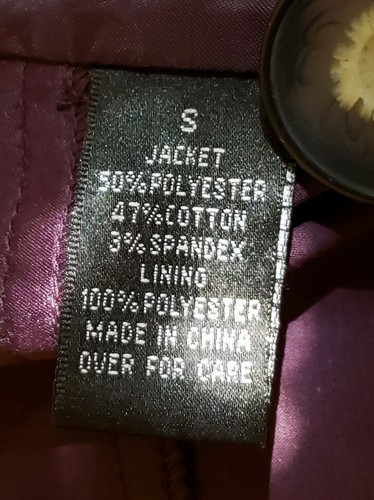 S
JACKET
50%POLYESTER
47%COTTON
3%SPANDEX
LINING
100%POLYESTER
MADE IN CHINA
OVER FOR CARE